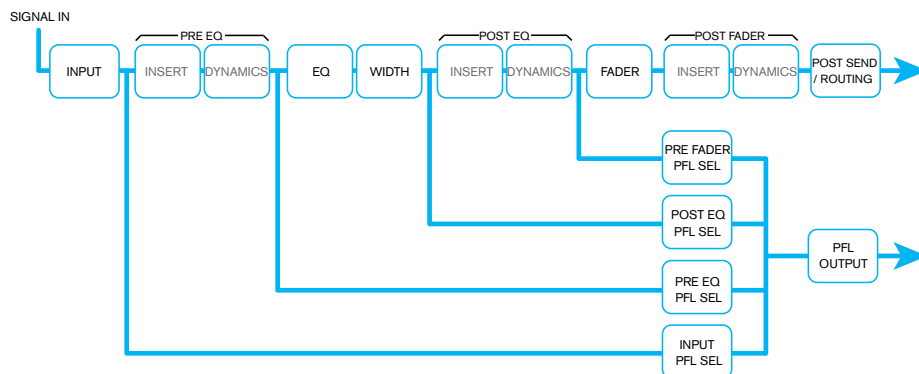 SIGNAL IN
PRE EQ
POST EQ
POST FADER
INPUT
INSERT
DYNAMICS
EQ
WIDTH
INSERT
DYNAMICS
FADER
INSERT
DYNAMICS
POST SEND
/ ROUTING
PRE FADER
PFL SEL
POST EQ
PFL SEL
PFL
OUTPUT
PRE EQ
PFL SEL
INPUT
PFL SEL